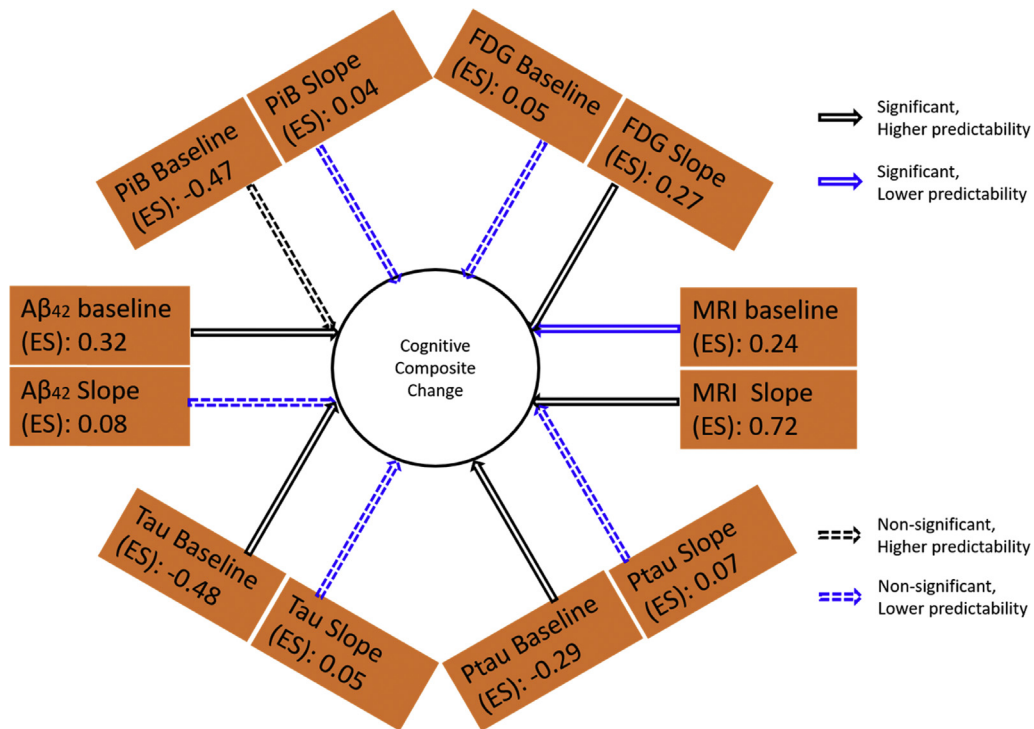 PiB Baseline
(ES): -0.47
PiB Slope
(ES): 0.04
FDG Baseline
(ES): 0.05
FDG Slope
(ES): 0.27
Significant,
Higher predictability
Significant,
Lower predictability
Aβ₄₂ baseline
(ES): 0.32
Aβ₄₂ Slope
(ES): 0.08
Cognitive
Composite
Change
MRI baseline
(ES): 0.24
MRI Slope
(ES): 0.72
Tau Baseline
(ES): -0.48
Tau Slope
(ES): 0.05
Ptau Baseline
(ES): -0.29
Ptau Slope
(ES): 0.07
Non-significant,
Higher predictability
Non-significant,
Lower predictability